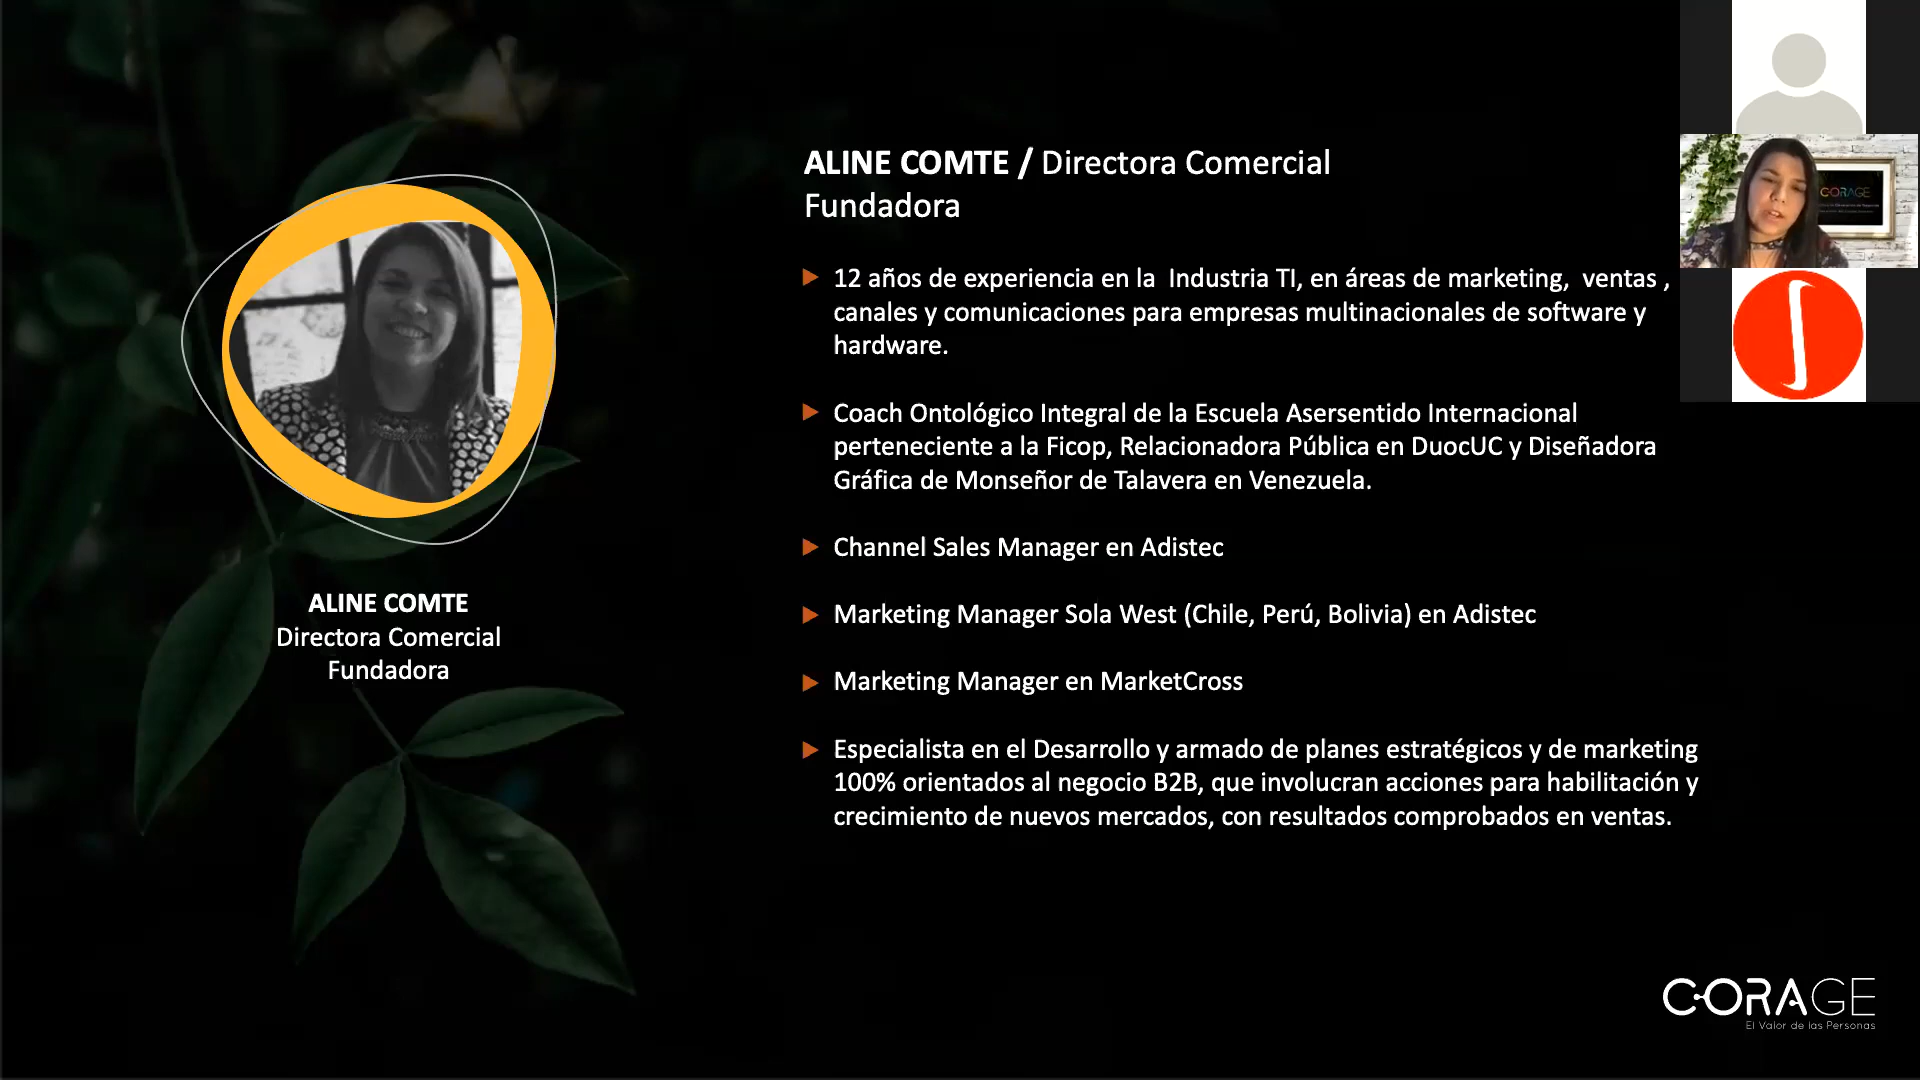 ALINE COMTE / Directora Comercial
Fundadora
12 años de experiencia en la Industria TI, en áreas de marketing, ventas ,
canales y comunicaciones para empresas multinacionales de software y
hardware.
Coach Ontológico Integral de la Escuela Asersentido Internacional
perteneciente a la Ficop, Relacionadora Pública en DuocUC y Diseñadora
Gráfica de Monseñor de Talavera en Venezuela.
Channel Sales Manager en Adistec
Marketing Manager Sola West (Chile, Perú, Bolivia) en Adistec
Marketing Manager en MarketCross
Especialista en el Desarrollo y armado de planes estratégicos y de marketing
100% orientados al negocio B2B, que involucran acciones para habilitación y
crecimiento de nuevos mercados, con resultados comprobados en ventas.
ALINE COMTE
Directora Comercial
Fundadora
CORAGE
CORAGE
El Valor de las Personas